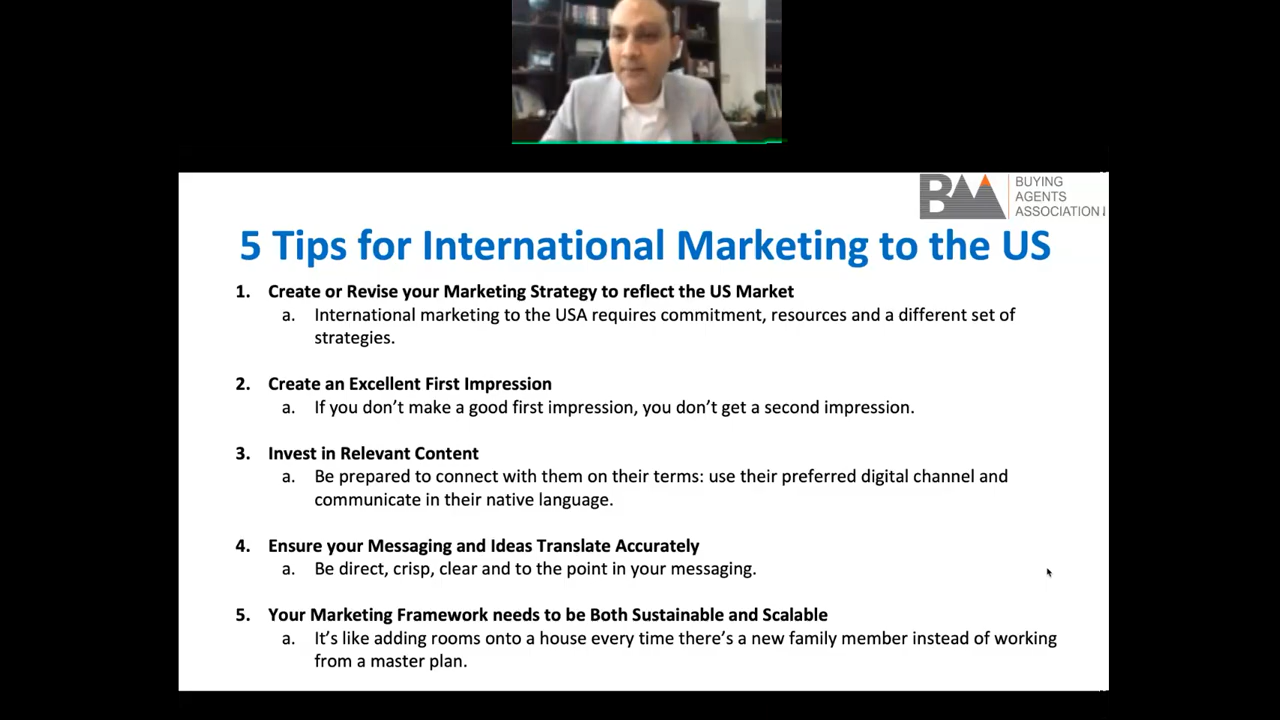 BAA
BUYING
AGENTS
ASSOCIATION
5 Tips for International Marketing to the US
1. Create or Revise your Marketing Strategy to reflect the US Market
a. International marketing to the USA requires commitment, resources and a different set of
strategies.
2. Create an Excellent First Impression
a. If you don’t make a good first impression, you don’t get a second impression.
3. Invest in Relevant Content
a. Be prepared to connect with them on their terms: use their preferred digital channel and
communicate in their native language.
4. Ensure your Messaging and Ideas Translate Accurately
a. Be direct, crisp, clear and to the point in your messaging.
5. Your Marketing Framework needs to be Both Sustainable and Scalable
a. It’s like adding rooms onto a house every time there’s a new family member instead of working
from a master plan.